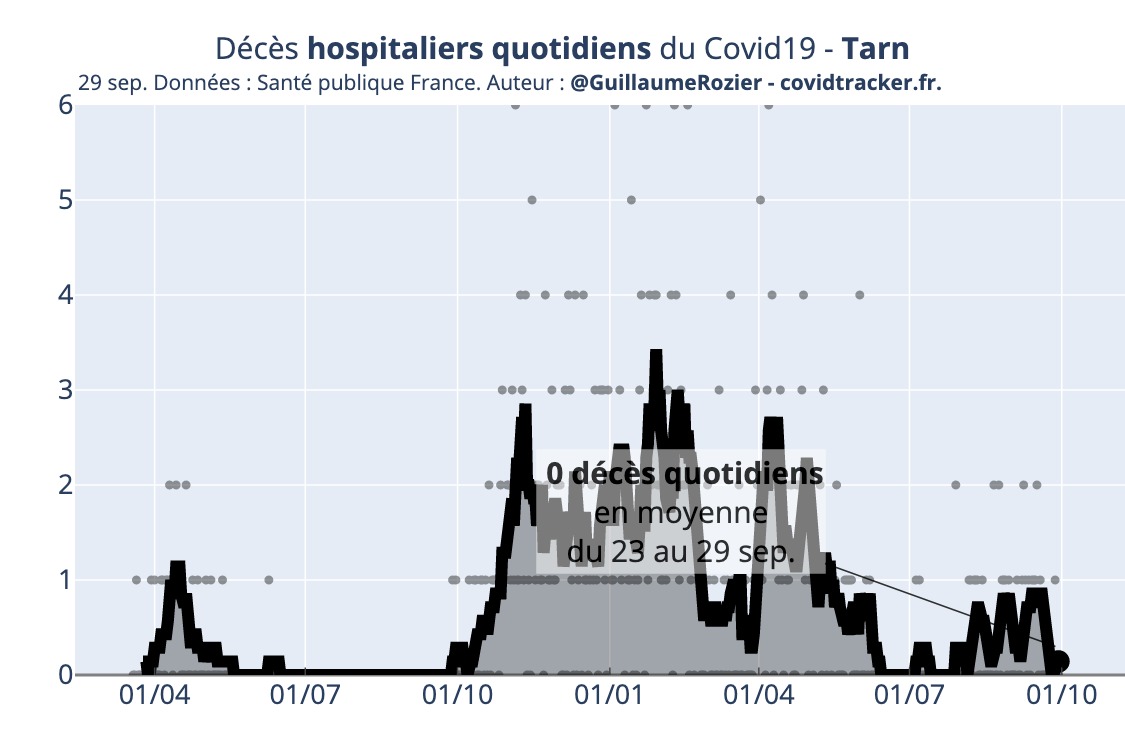 Décès hospitaliers quotidiens du Covid19 - Tarn
29 sep. Données : Santé publique France. Auteur : @GuillaumeRozier - covidtracker.fr.
6
5
4
3
2
1
0
0 décès quotidiens
en moyenne
du 23 au 29 sep.
01/04 01/07 01/10 01/01 01/04 01/07 01/10